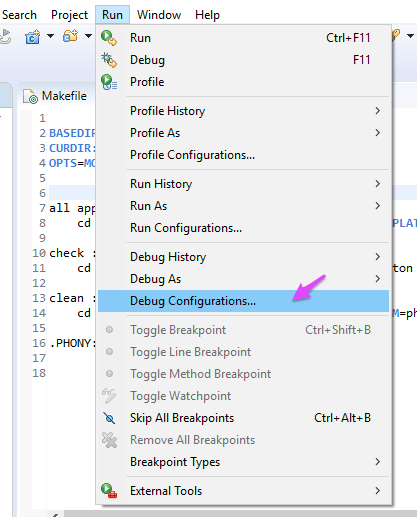 Search Project Run Window Help
Run Ctrl+F11
Debug F11
Profile
Makefile
Profile History
Profile As
Profile Configurations...
Run History
Run As
Run Configurations...
Debug History
Debug As
Debug Configurations...
Toggle Breakpoint Ctrl+Shift+B
Toggle Line Breakpoint
Toggle Method Breakpoint
Toggle Watchpoint
Skip All Breakpoints Ctrl+Alt+B
Remove All Breakpoints
Breakpoint Types
External Tools
1
2 BASEDIR
3 CURDIR:
4 OPTS=MO
5
6
7 all app
8 cd PLAT
9
10 check :
11 cd ton
12
13 clean :
14 cd M=ph
15
16 .PHONY:
17
18